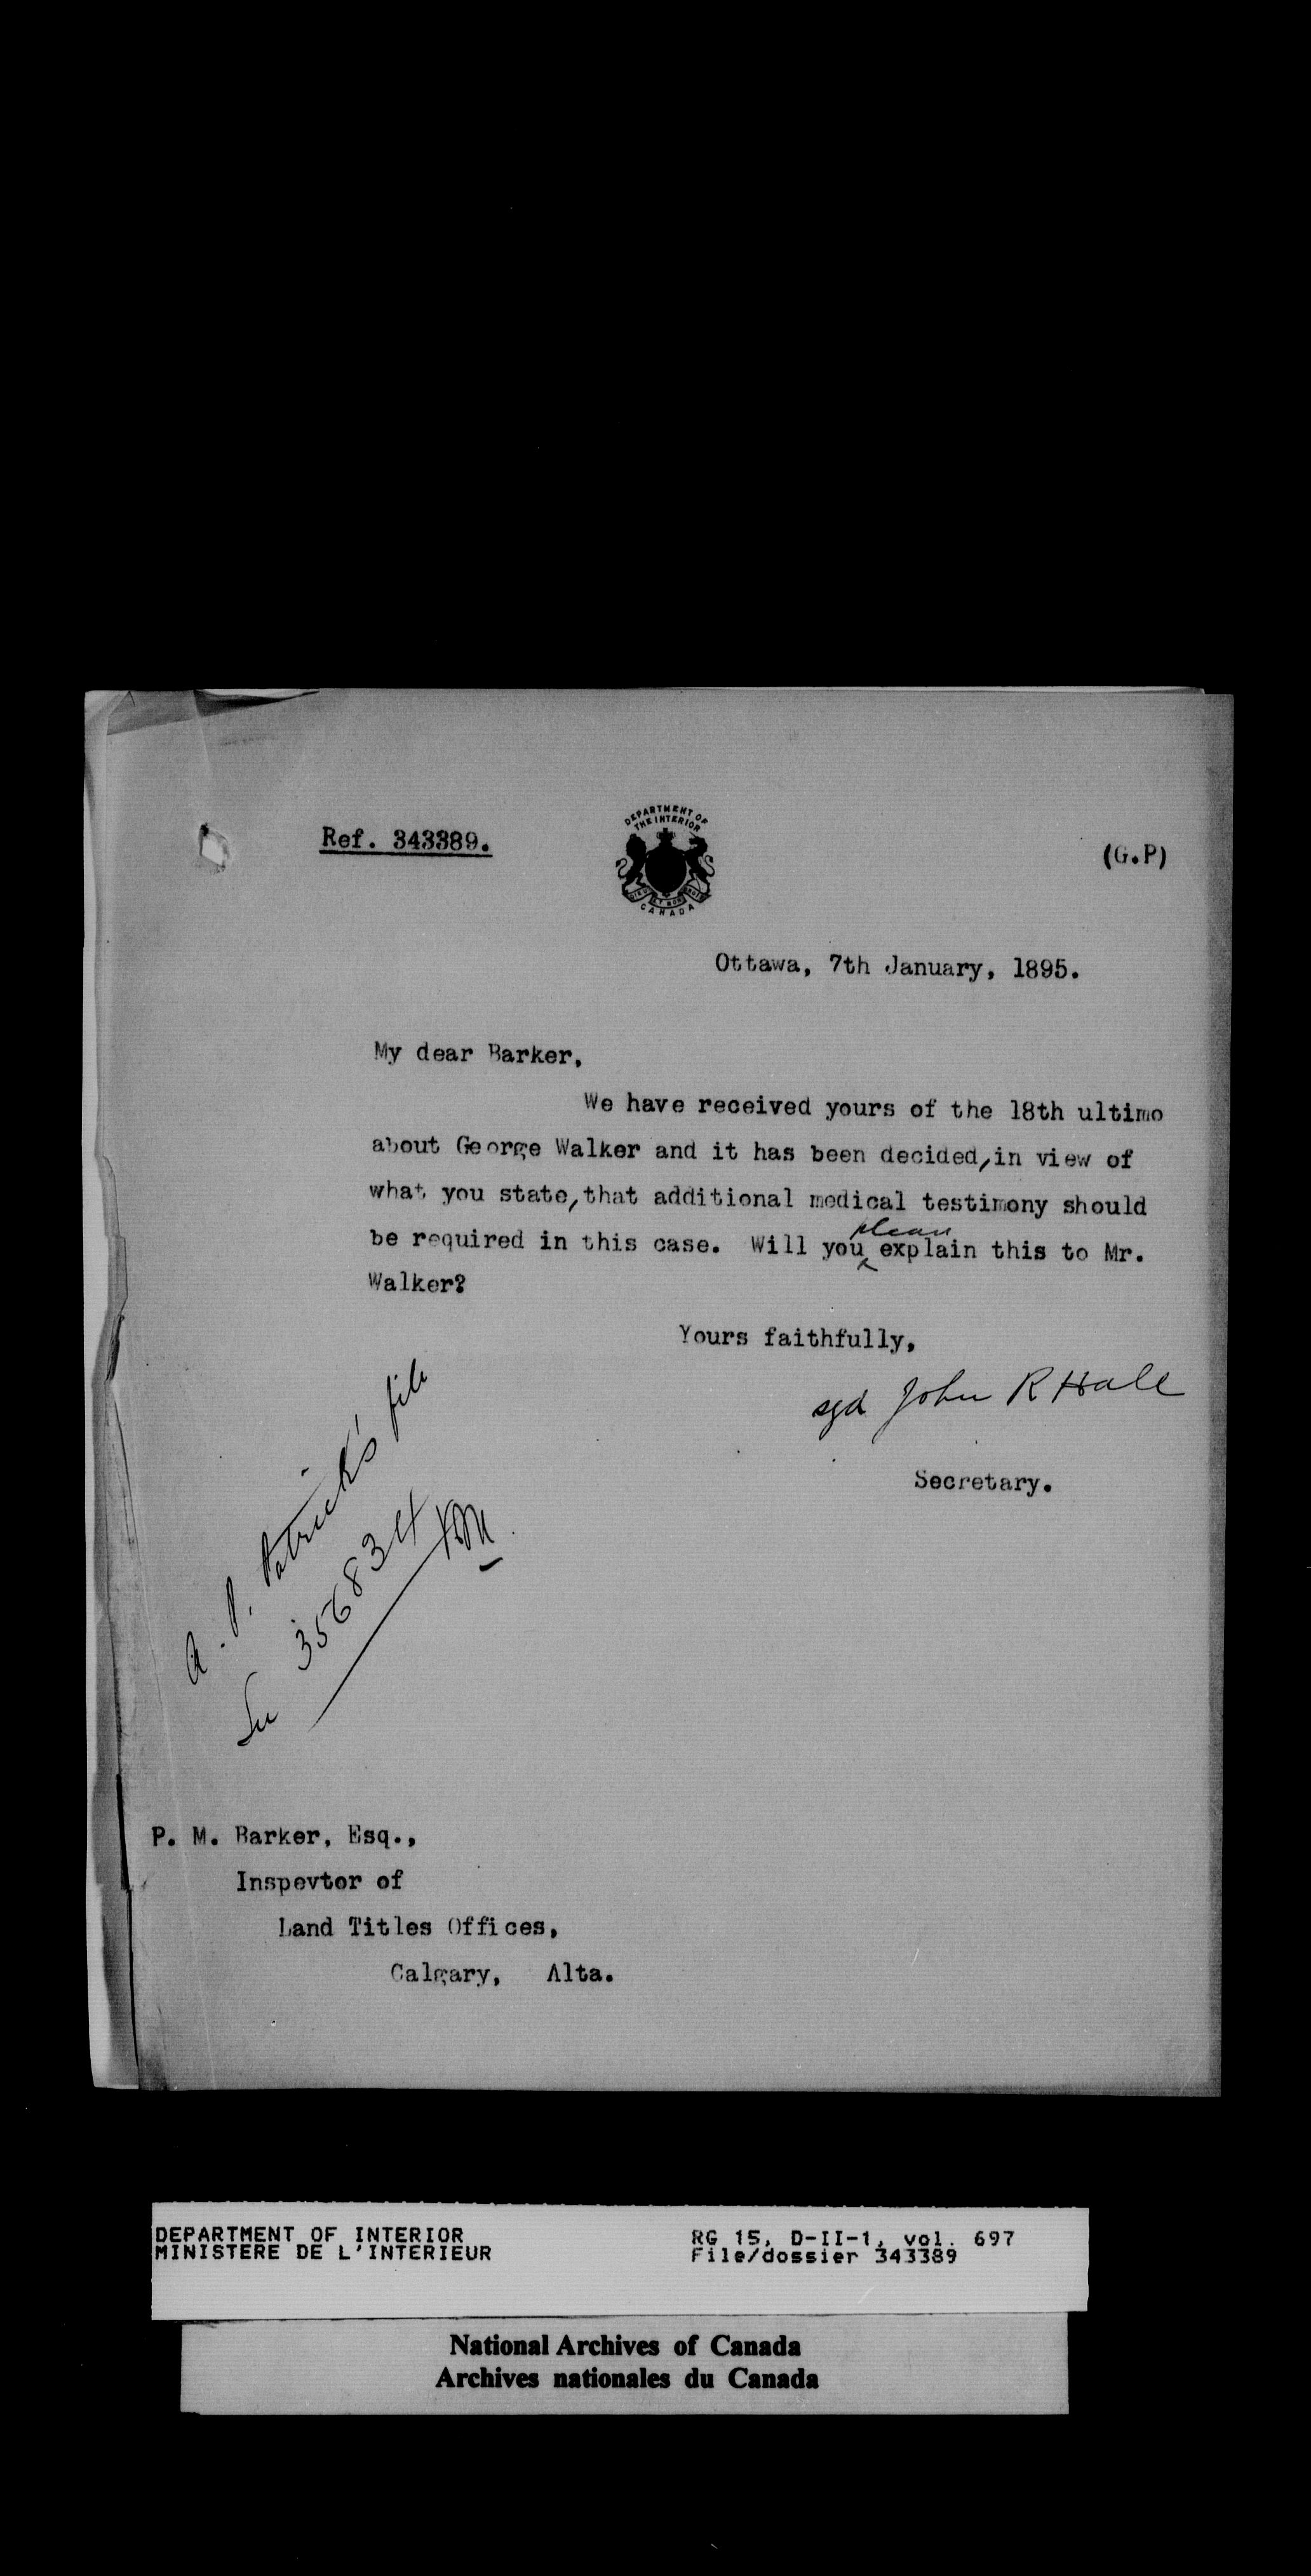 Ref. 343389.
DEPARTMENT OF
THE INTERIOR
DIEU ET MON DROIT
CANADA
(G.P)
Ottawa, 7th January, 1895.
My dear Barker,
We have received yours of the 18th ultimo
about George Walker and it has been decided, in view of
what you state, that additional medical testimony should
please
be required in this case. Will you ^ explain this to Mr.
Walker?
Yours faithfully,
sgd John R Hall
Secretary.
A. P. Patrick's file
See 356834
P. M. Barker, Esq.,
Inspevtor of
Land Titles Offices,
Calgary, Alta.
DEPARTMENT OF INTERIOR
MINISTERE DE L'INTERIEUR
RG 15, D-II-1, vol. 697
File/dossier 343389
National Archives of Canada
Archives nationales du Canada